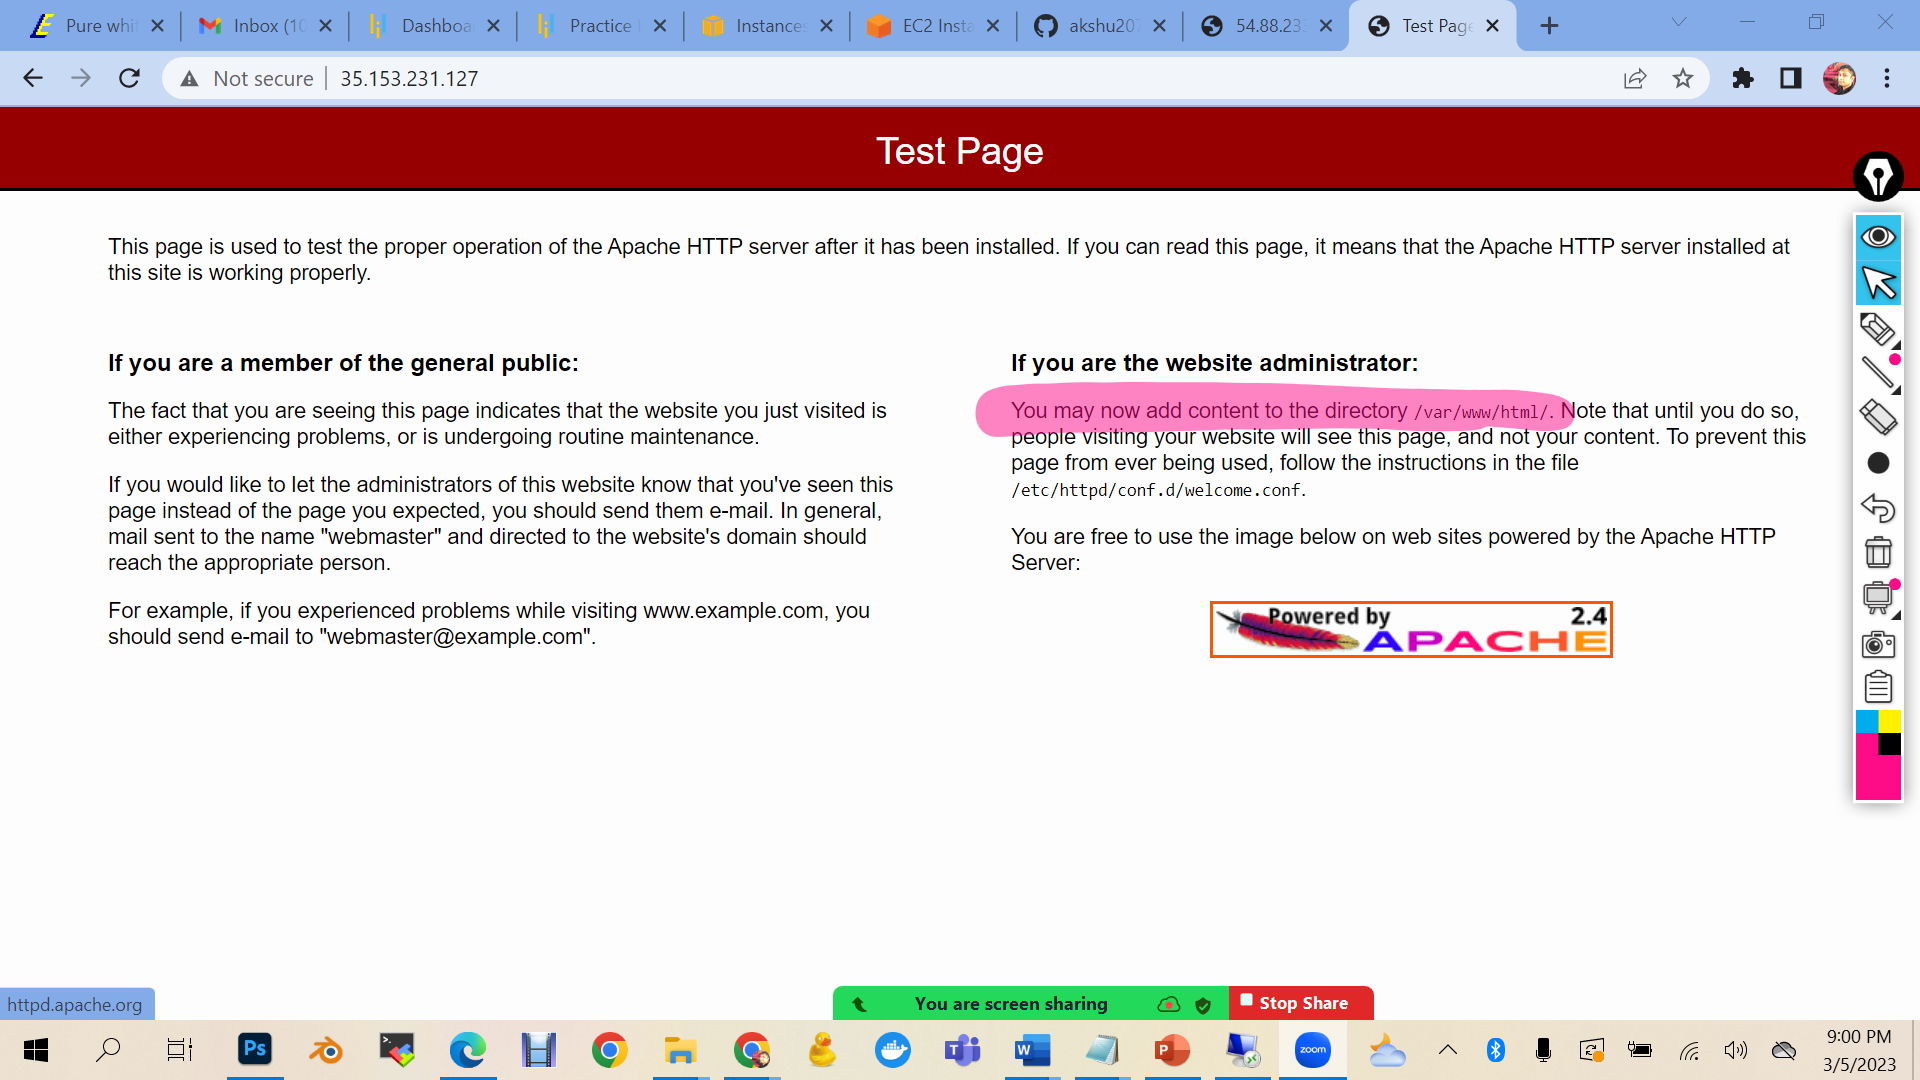 Pure whi
Inbox (10
Dashboa
Practice
Instances
EC2 Insta
akshu207
54.88.23
Test Page
Not secure
35.153.231.127
Test Page
This page is used to test the proper operation of the Apache HTTP server after it has been installed. If you can read this page, it means that the Apache HTTP server installed at
this site is working properly.
If you are a member of the general public:
The fact that you are seeing this page indicates that the website you just visited is
either experiencing problems, or is undergoing routine maintenance.
If you would like to let the administrators of this website know that you've seen this
page instead of the page you expected, you should send them e-mail. In general,
mail sent to the name "webmaster" and directed to the website's domain should
reach the appropriate person.
For example, if you experienced problems while visiting www.example.com, you
should send e-mail to "webmaster@example.com".
If you are the website administrator:
You may now add content to the directory /var/www/html/. Note that until you do so,
people visiting your website will see this page, and not your content. To prevent this
page from ever being used, follow the instructions in the file
/etc/httpd/conf.d/welcome.conf.
You are free to use the image below on web sites powered by the Apache HTTP
Server:
Powered by 2.4
APACHE
httpd.apache.org
You are screen sharing
Stop Share
Ps
T
W
P
zoom
9:00 PM
3/5/2023